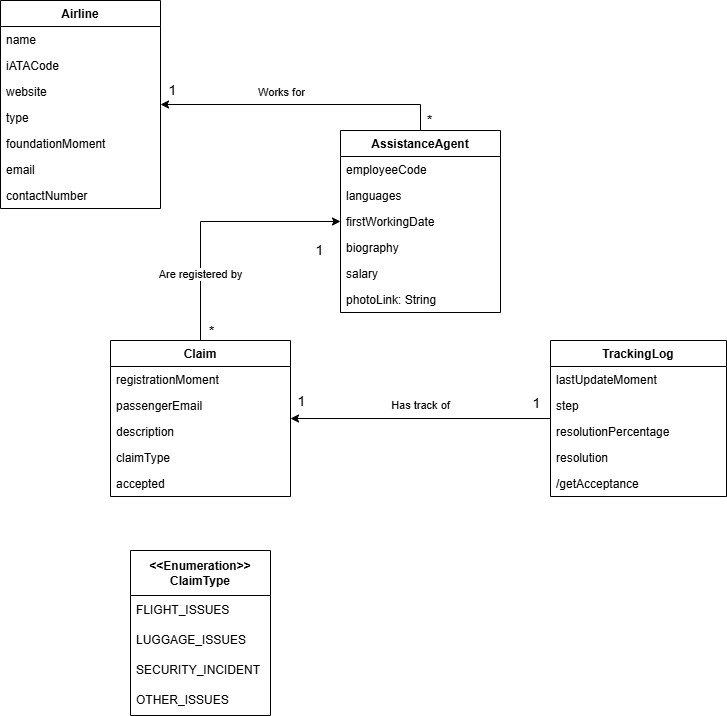 Airline
name
iATACode
website
type
foundationMoment
email
contactNumber
1
Works for
*
AssistanceAgent
employeeCode
languages
firstWorkingDate
biography
salary
photoLink: String
1
Are registered by
*
Claim
registrationMoment
passengerEmail
description
claimType
accepted
1
Has track of
1
TrackingLog
lastUpdateMoment
step
resolutionPercentage
resolution
/getAcceptance
<<Enumeration>>
ClaimType
FLIGHT_ISSUES
LUGGAGE_ISSUES
SECURITY_INCIDENT
OTHER_ISSUES